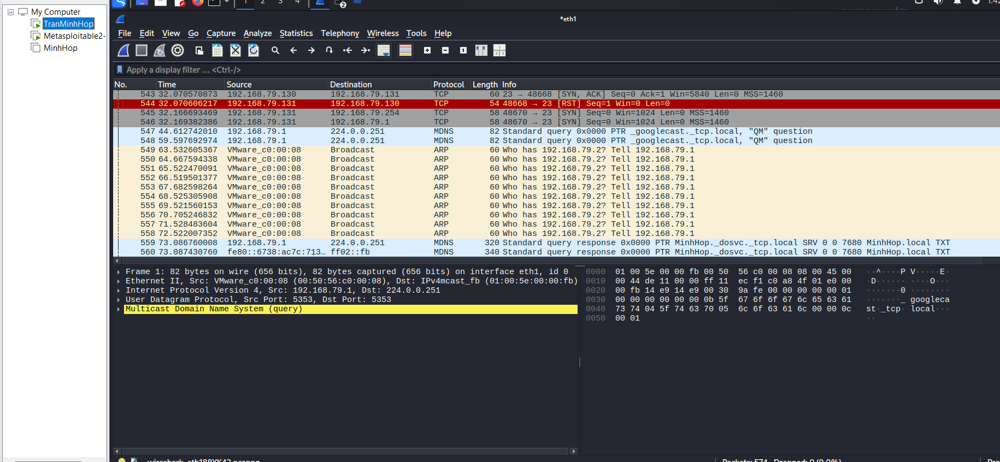 My Computer
TranMinhHop
Metasploitable2-
MinhHop
1 2 3 4
2
*eth1
File Edit View Go Capture Analyze Statistics Telephony Wireless Tools Help
Apply a display filter … <Ctrl-/>
No. Time Source Destination Protocol Length Info
543 32.070570873 192.168.79.130 192.168.79.131 TCP 60 23 → 48668 [SYN, ACK] Seq=0 Ack=1 Win=5840 Len=0 MSS=1460
544 32.070606217 192.168.79.131 192.168.79.130 TCP 54 48668 → 23 [RST] Seq=1 Win=0 Len=0
545 32.166693469 192.168.79.131 192.168.79.254 TCP 58 48670 → 23 [SYN] Seq=0 Win=1024 Len=0 MSS=1460
546 32.169382386 192.168.79.131 192.168.79.1 TCP 58 48670 → 23 [SYN] Seq=0 Win=1024 Len=0 MSS=1460
547 44.612742010 192.168.79.1 224.0.0.251 MDNS 82 Standard query 0x0000 PTR _googlecast._tcp.local, "QM" question
548 59.597692974 192.168.79.1 224.0.0.251 MDNS 82 Standard query 0x0000 PTR _googlecast._tcp.local, "QM" question
549 63.532605367 VMware_c0:00:08 Broadcast ARP 60 Who has 192.168.79.2? Tell 192.168.79.1
550 64.667594338 VMware_c0:00:08 Broadcast ARP 60 Who has 192.168.79.2? Tell 192.168.79.1
551 65.522470091 VMware_c0:00:08 Broadcast ARP 60 Who has 192.168.79.2? Tell 192.168.79.1
552 66.519501377 VMware_c0:00:08 Broadcast ARP 60 Who has 192.168.79.2? Tell 192.168.79.1
553 67.682598264 VMware_c0:00:08 Broadcast ARP 60 Who has 192.168.79.2? Tell 192.168.79.1
554 68.525305908 VMware_c0:00:08 Broadcast ARP 60 Who has 192.168.79.2? Tell 192.168.79.1
555 69.521560153 VMware_c0:00:08 Broadcast ARP 60 Who has 192.168.79.2? Tell 192.168.79.1
556 70.705246832 VMware_c0:00:08 Broadcast ARP 60 Who has 192.168.79.2? Tell 192.168.79.1
557 71.528483604 VMware_c0:00:08 Broadcast ARP 60 Who has 192.168.79.2? Tell 192.168.79.1
558 72.522007352 VMware_c0:00:08 Broadcast ARP 60 Who has 192.168.79.2? Tell 192.168.79.1
559 73.086760008 192.168.79.1 224.0.0.251 MDNS 320 Standard query response 0x0000 PTR MinhHop._dosvc._tcp.local SRV 0 0 7680 MinhHop.local TXT
560 73.087430760 fe80::6738:ac7c:713… ff02::fb MDNS 340 Standard query response 0x0000 PTR MinhHop._dosvc._tcp.local SRV 0 0 7680 MinhHop.local TXT
Frame 1: 82 bytes on wire (656 bits), 82 bytes captured (656 bits) on interface eth1, id 0
Ethernet II, Src: VMware_c0:00:08 (00:50:56:c0:00:08), Dst: IPv4mcast_fb (01:00:5e:00:00:fb)
Internet Protocol Version 4, Src: 192.168.79.1, Dst: 224.0.0.251
User Datagram Protocol, Src Port: 5353, Dst Port: 5353
Multicast Domain Name System (query)
0000 01 00 5e 00 00 fb 00 50 56 c0 00 08 08 00 45 00 ··^····P V·····E·
0010 00 44 de 11 00 00 ff 11 ec f1 c0 a8 4f 01 e0 00 ·D······ ····O···
0020 00 fb 14 e9 14 e9 00 30 9a fe 00 00 00 00 00 01 ·······0 ········
0030 00 00 00 00 00 00 0b 5f 67 6f 6f 67 6c 65 63 61 ·······_ googleca
0040 73 74 04 5f 74 63 70 05 6c 6f 63 61 6c 00 00 0c st·_tcp· local···
0050 00 01 ··
wireshark_eth188YK42.pcapng
Packets: 574 · Dropped: 0 (0.0%)